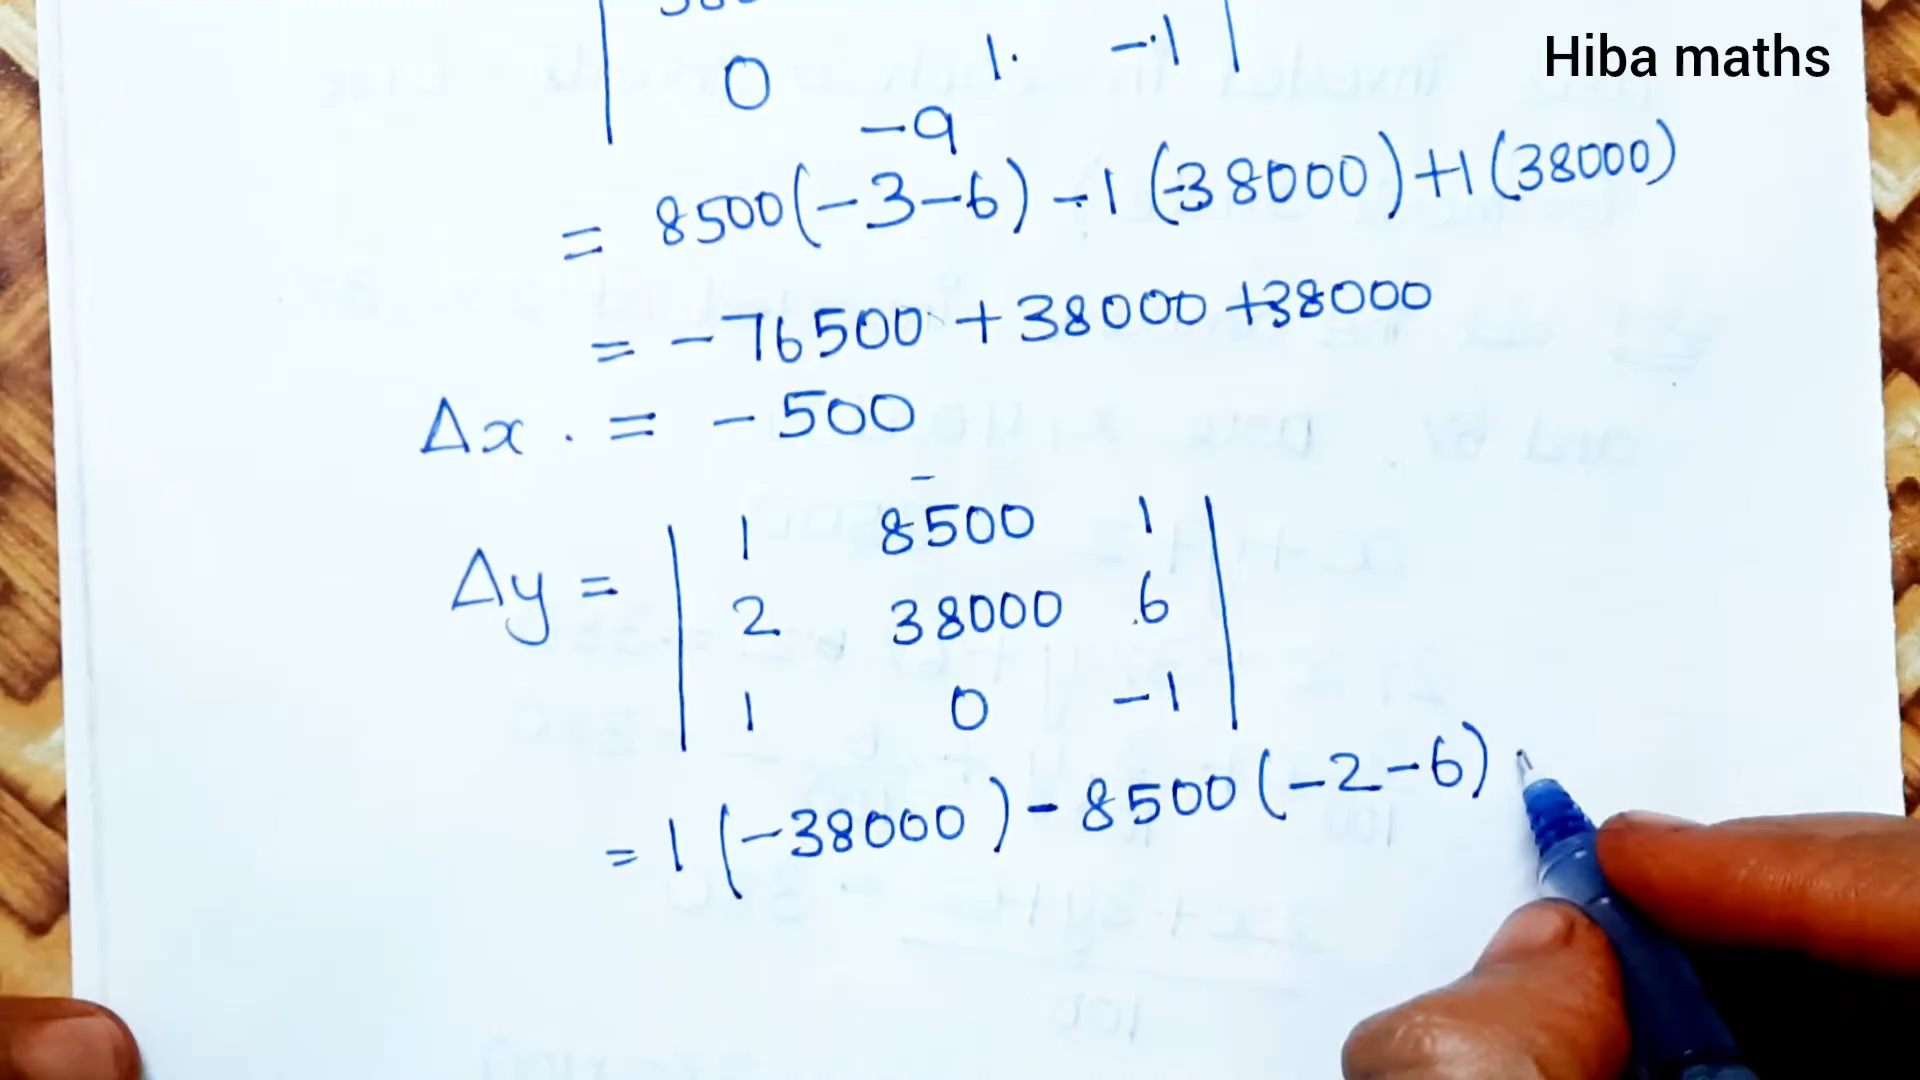 Hiba maths
0 1. -1
-9
= 8500(-3-6) -1 (-38000) +1 (38000)
= -76500 + 38000 +38000
Δx . = -500
1 8500 1
Δy = 2 38000 6
1 0 -1
= 1 (-38000) - 8500 (-2-6)